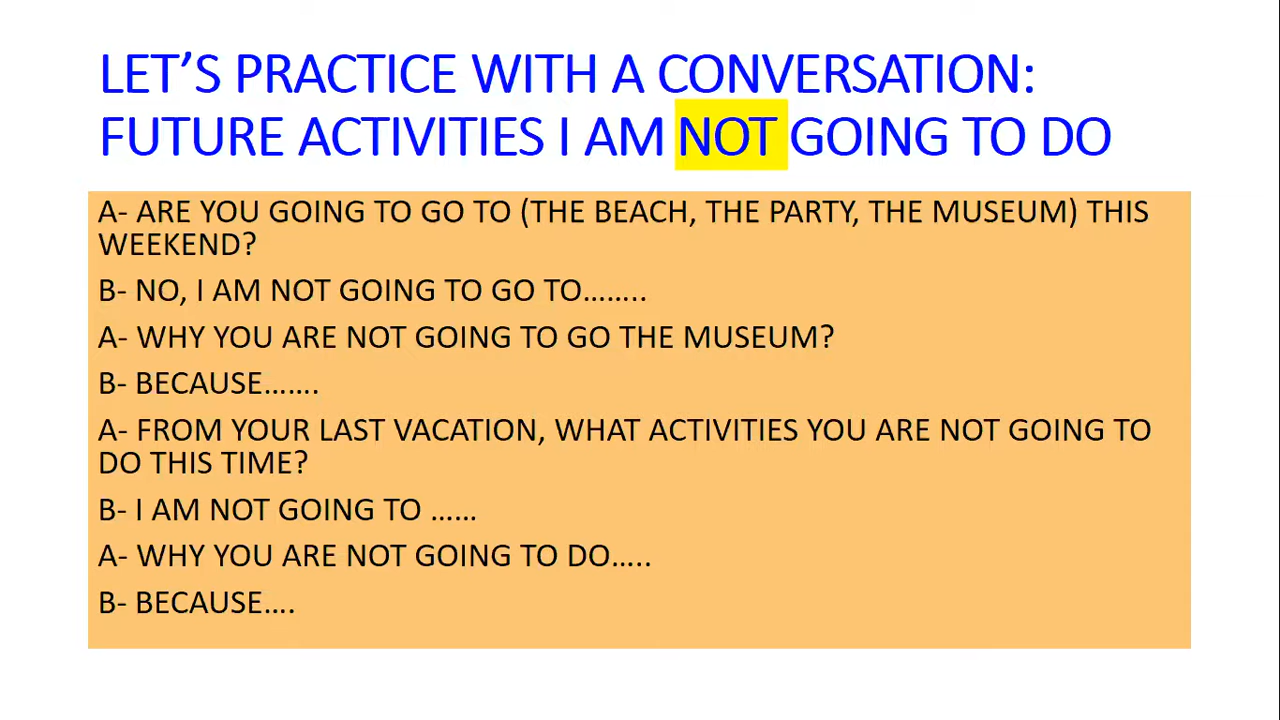 LET’S PRACTICE WITH A CONVERSATION:
FUTURE ACTIVITIES I AM NOT GOING TO DO
A- ARE YOU GOING TO GO TO (THE BEACH, THE PARTY, THE MUSEUM) THIS
WEEKEND?
B- NO, I AM NOT GOING TO GO TO……..
A- WHY YOU ARE NOT GOING TO GO THE MUSEUM?
B- BECAUSE…….
A- FROM YOUR LAST VACATION, WHAT ACTIVITIES YOU ARE NOT GOING TO
DO THIS TIME?
B- I AM NOT GOING TO ……
A- WHY YOU ARE NOT GOING TO DO…..
B- BECAUSE….